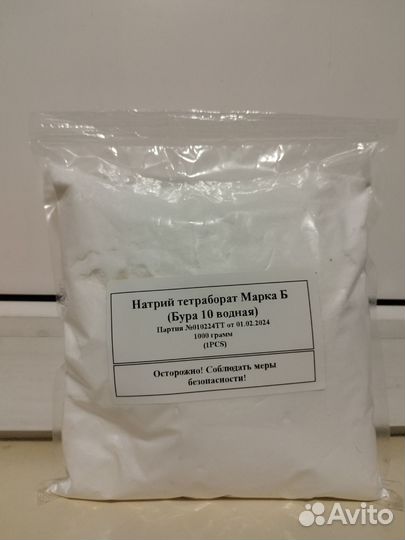 Натрий тетраборат Марка Б
(Бура 10 водная)
Партия №010224ТТ от 01.02.2024
1000 грамм
(1PCS)
Осторожно! Соблюдать меры
безопасности!
Avito